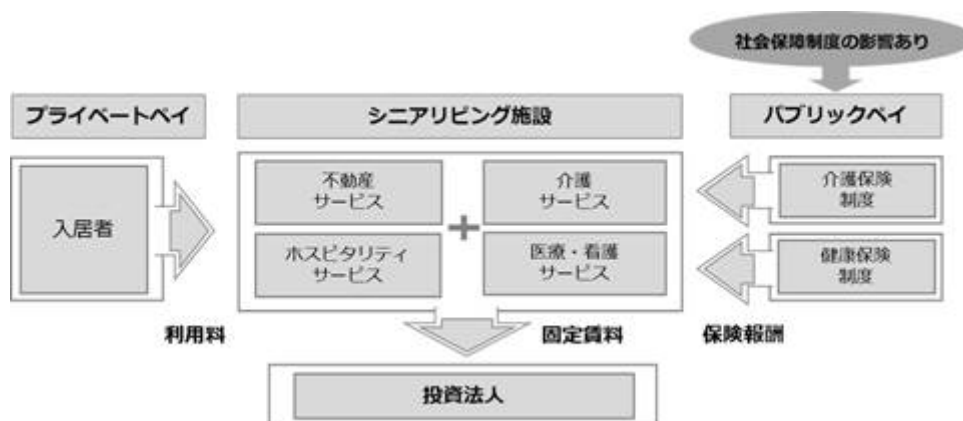 社会保障制度の影響あり
プライベートペイ
シニアリビング施設
パブリックペイ
入居者
不動産
サービス
介護
サービス
ホスピタリティ
サービス
医療・看護
サービス
介護保険
制度
健康保険
制度
利用料
固定賃料
保険報酬
投資法人